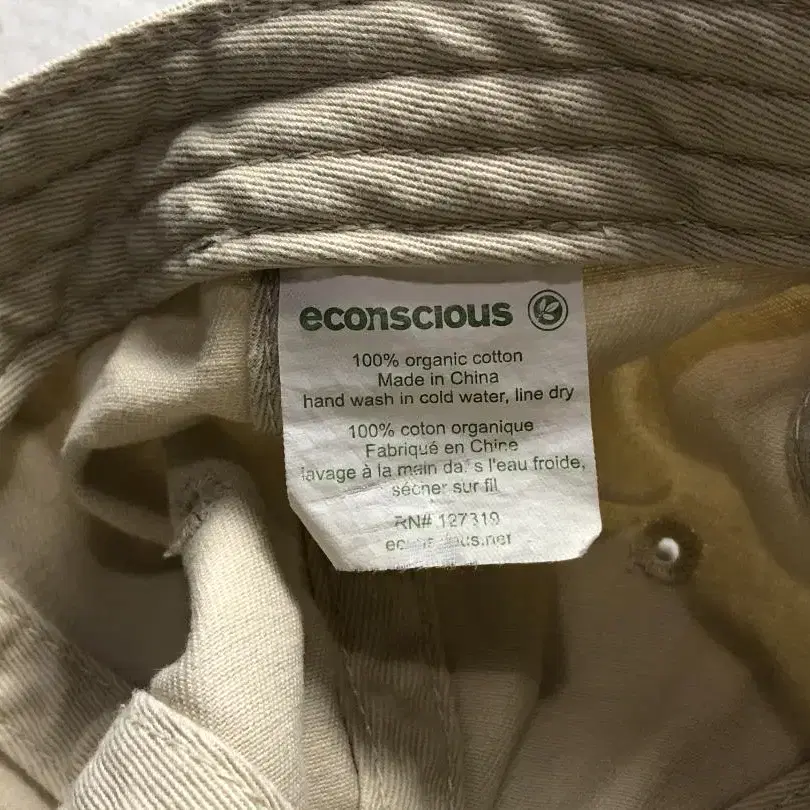 econscious
100% organic cotton
Made in China
hand wash in cold water, line dry
100% coton organique
Fabriqué en Chine
lavage à la main da s l'eau froide,
sécher sur fil
RN# 127319